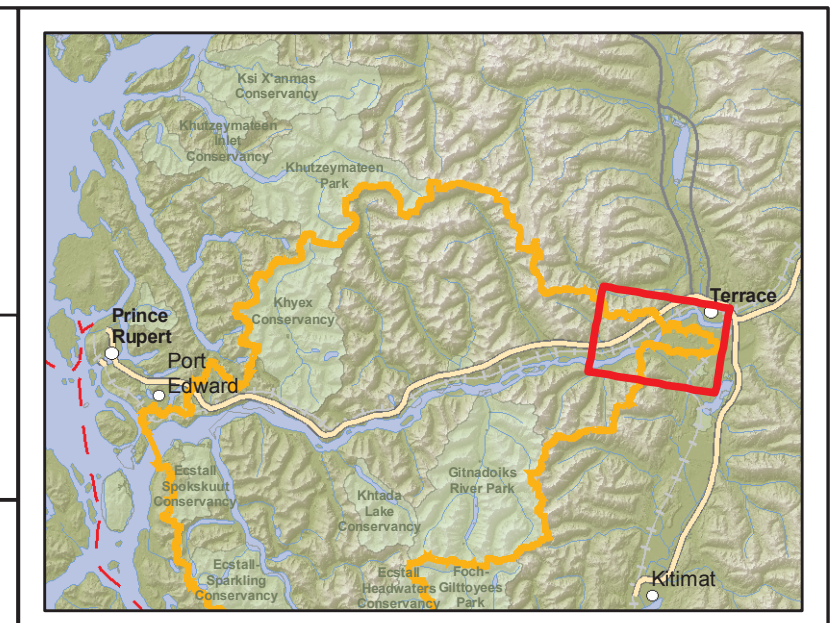 Ksi X'anmas
Conservancy
Khutzeymateen
Inlet
Conservancy
Khutzeymateen
Park
Khyex
Conservancy
Terrace
Prince
Rupert
Port
Edward
Ecstall
Spokskuut
Conservancy
Gitnadoiks
River Park
Khtada
Lake
Conservancy
Ecstall-
Sparkling
Conservancy
Ecstall
Headwaters
Conservancy
Foch-
Gilttoyees
Park
Kitimat